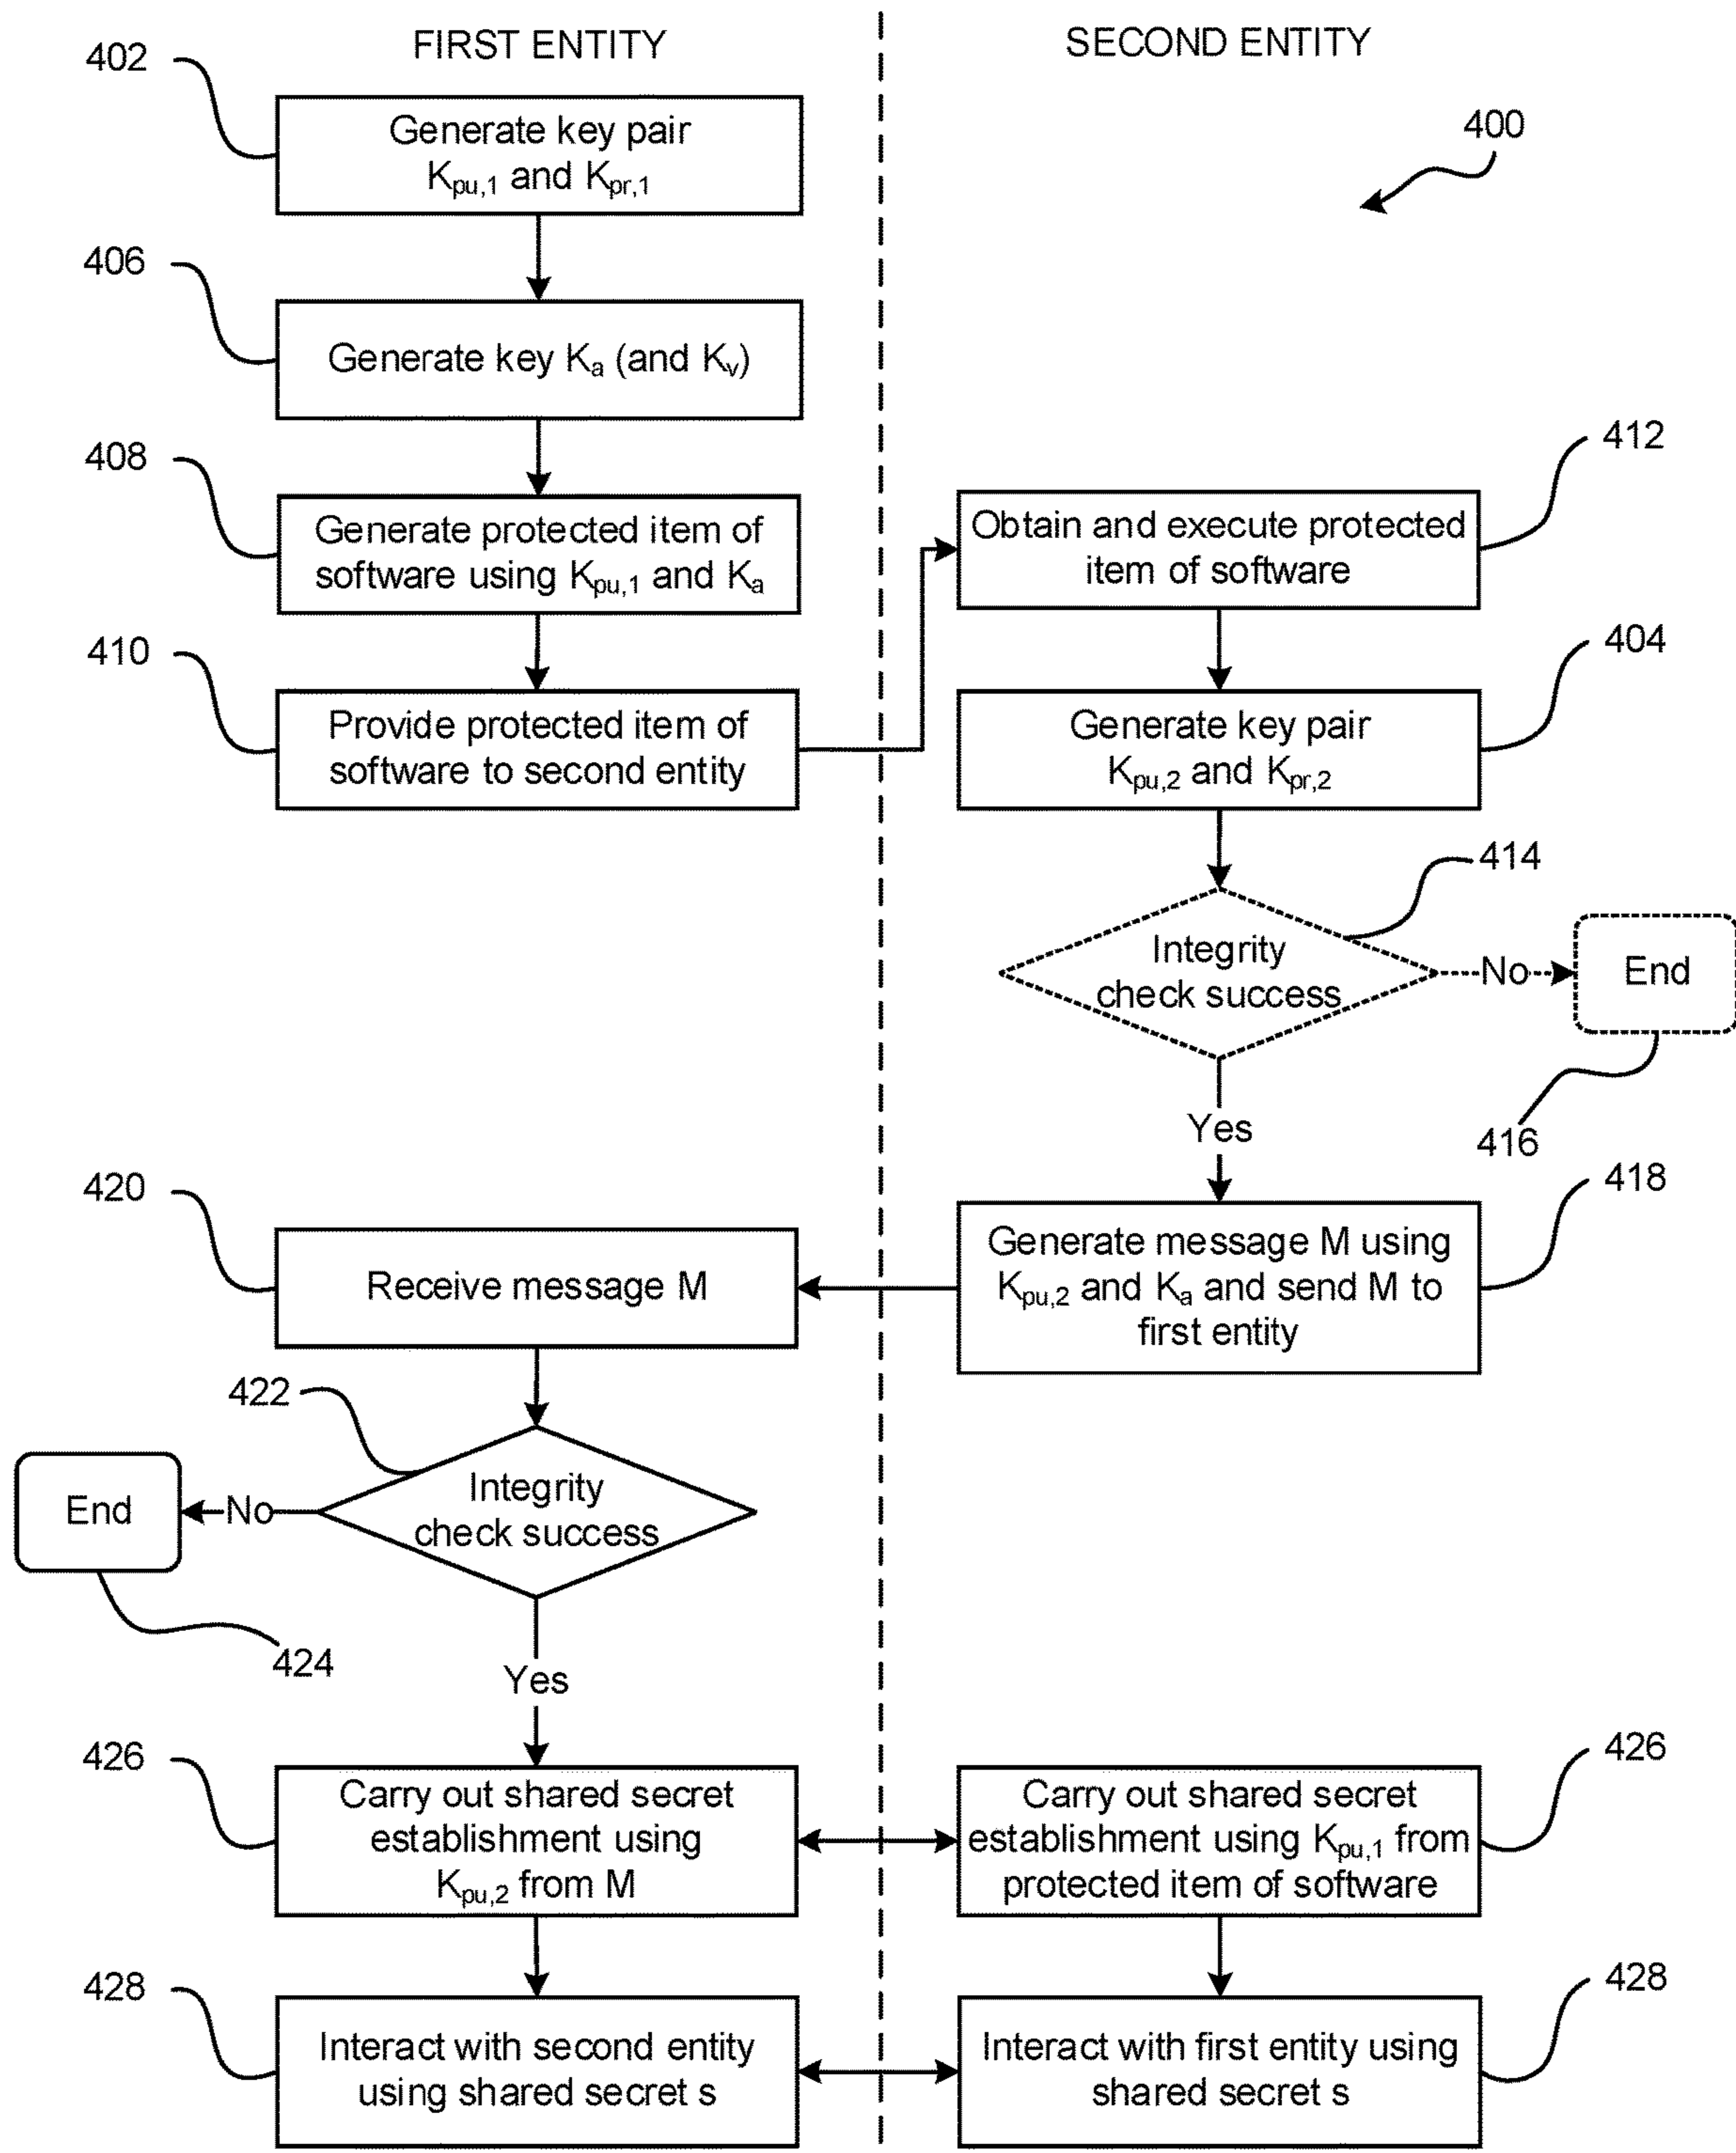 FIRST ENTITY
SECOND ENTITY
402
Generate key pair
Kpu,1 and Kpr,1
400
406
Generate key Ka (and Kv)
408
Generate protected item of
software using Kpu,1 and Ka
412
Obtain and execute protected
item of software
410
Provide protected item of
software to second entity
404
Generate key pair
Kpu,2 and Kpr,2
414
Integrity
check success
No
End
416
Yes
418
Generate message M using
Kpu,2 and Ka and send M to
first entity
420
Receive message M
422
Integrity
check success
No
End
424
Yes
426
Carry out shared secret
establishment using
Kpu,2 from M
Carry out shared secret
establishment using Kpu,1 from
protected item of software
426
428
Interact with second entity
using shared secret s
Interact with first entity using
shared secret s
428